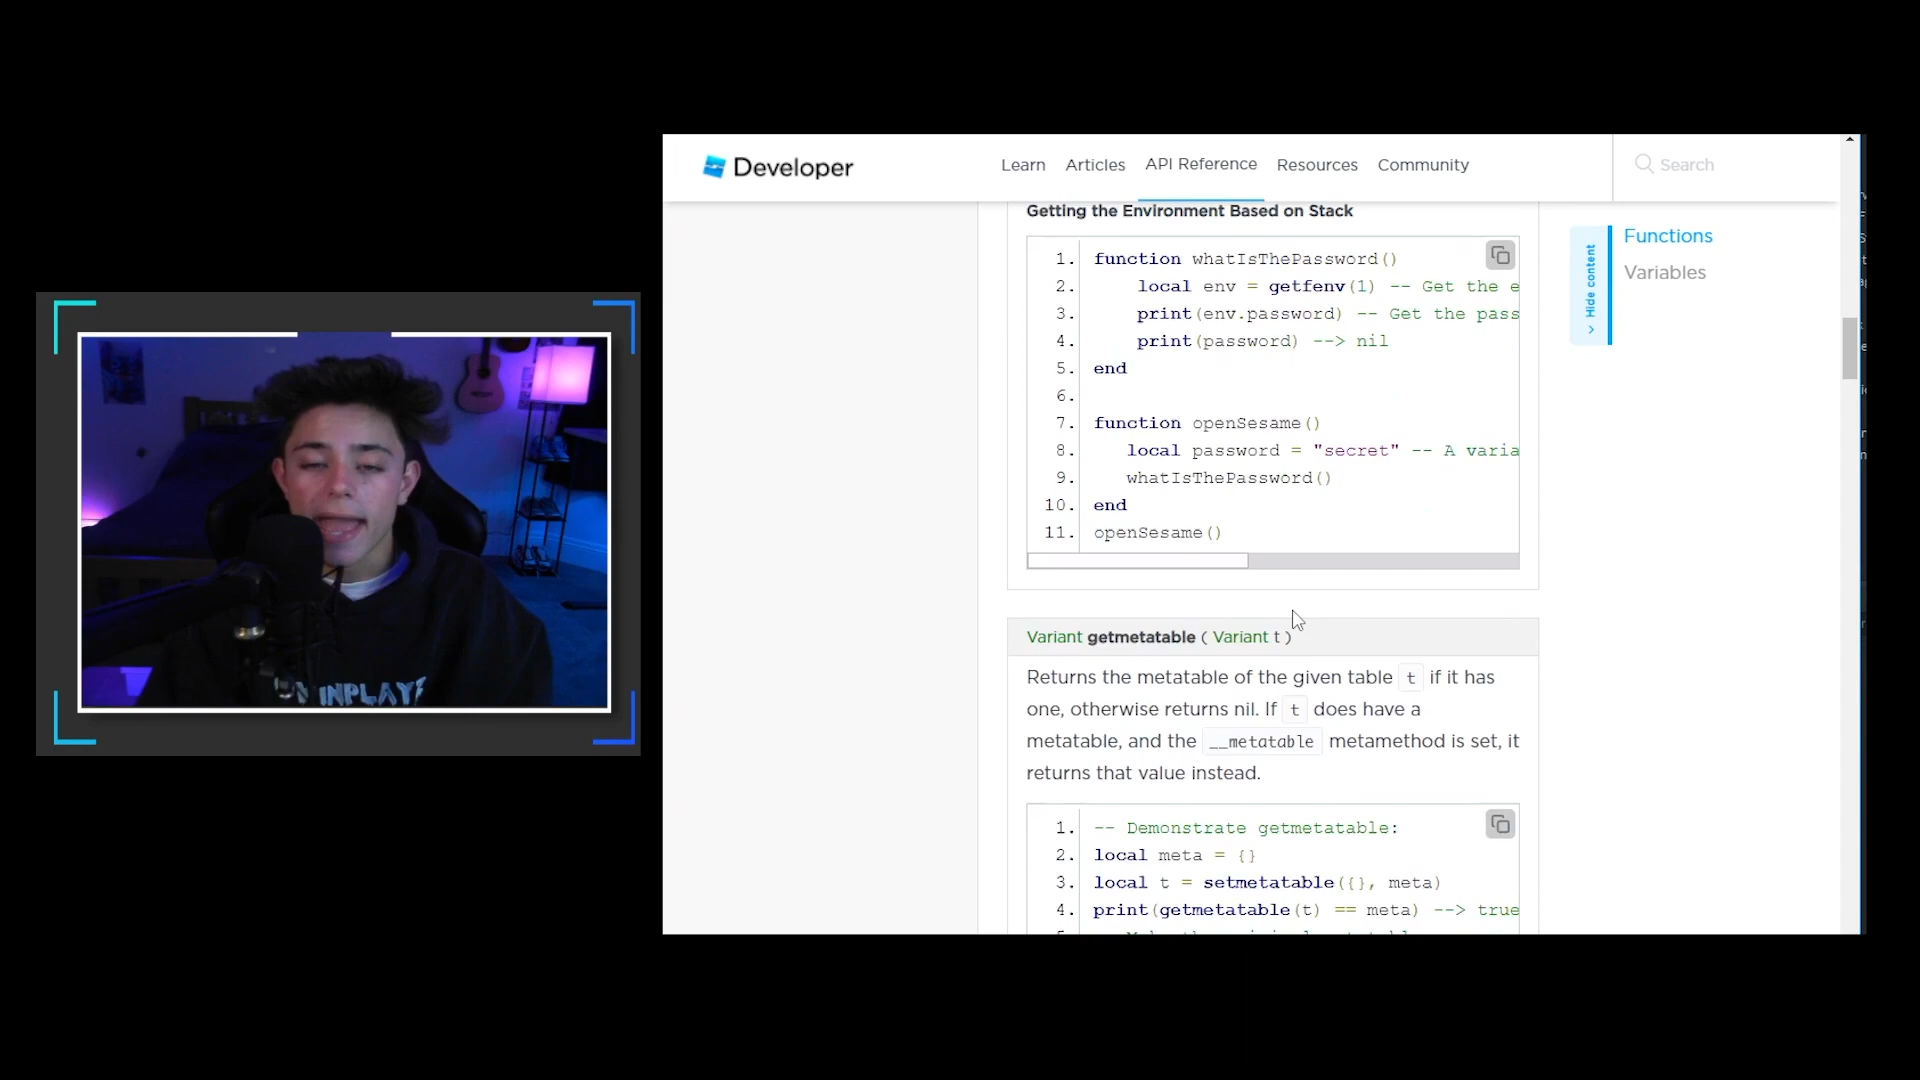 Developer
Learn Articles API Reference Resources Community
Search
Getting the Environment Based on Stack
1. function whatIsThePassword()
2. local env = getfenv(1) -- Get the e
3. print(env.password) -- Get the pass
4. print(password) --> nil
5. end
6.
7. function openSesame()
8. local password = "secret" -- A varia
9. whatIsThePassword()
10. end
11. openSesame()
Hide content
Functions
Variables
Variant getmetatable ( Variant t )
Returns the metatable of the given table t if it has
one, otherwise returns nil. If t does have a
metatable, and the __metatable metamethod is set, it
returns that value instead.
1. -- Demonstrate getmetatable:
2. local meta = {}
3. local t = setmetatable({}, meta)
4. print(getmetatable(t) == meta) --> true